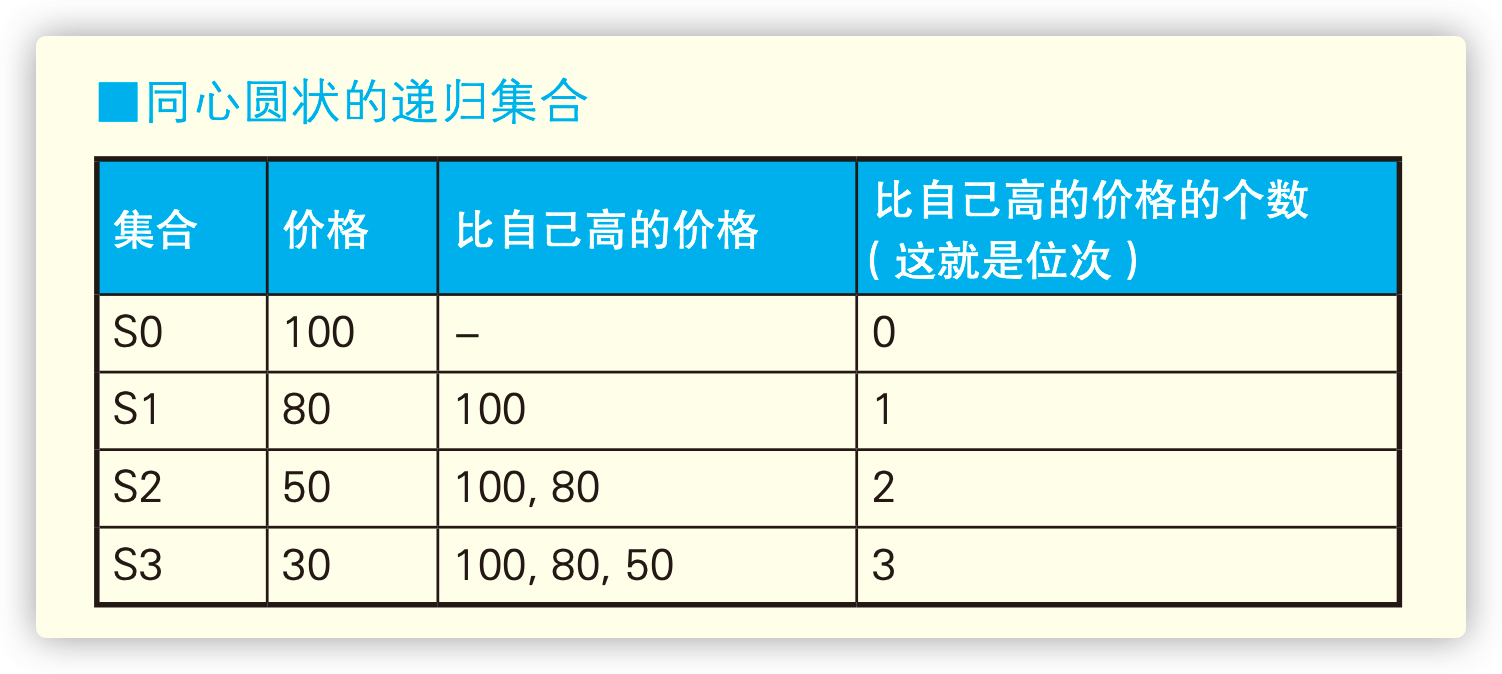 ■同心圆状的递归集合
集合 价格 比自己高的价格 比自己高的价格的个数
（这就是位次）
S0 100 – 0
S1 80 100 1
S2 50 100, 80 2
S3 30 100, 80, 50 3